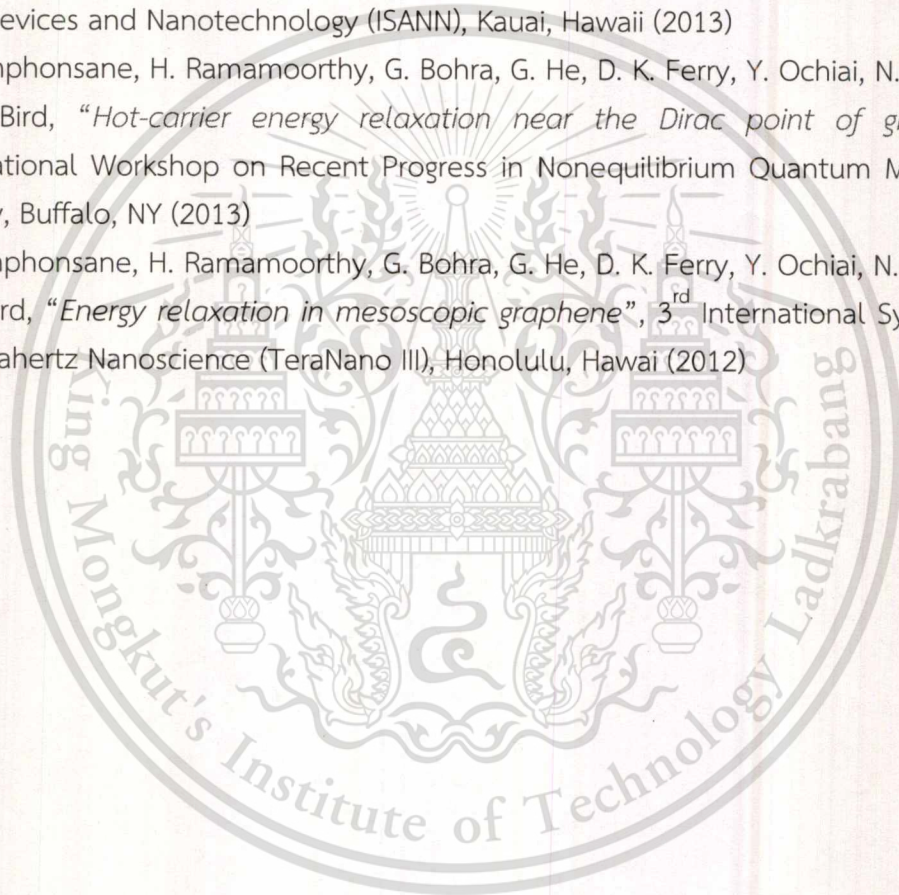 evices and Nanotechnology (ISANN), Kauai, Hawaii (2013)
nphonsane, H. Ramamoorthy, G. Bohra, G. He, D. K. Ferry, Y. Ochiai, N.
Bird, “Hot-carrier energy relaxation near the Dirac point of g
ational Workshop on Recent Progress in Nonequilibrium Quantum M
, Buffalo, NY (2013)
nphonsane, H. Ramamoorthy, G. Bohra, G. He, D. K. Ferry, Y. Ochiai, N.
rd, “Energy relaxation in mesoscopic graphene”, 3rd International Sy
ahertz Nanoscience (TeraNano III), Honolulu, Hawai (2012)
King Mongkut's Institute of Technology Ladkrabang